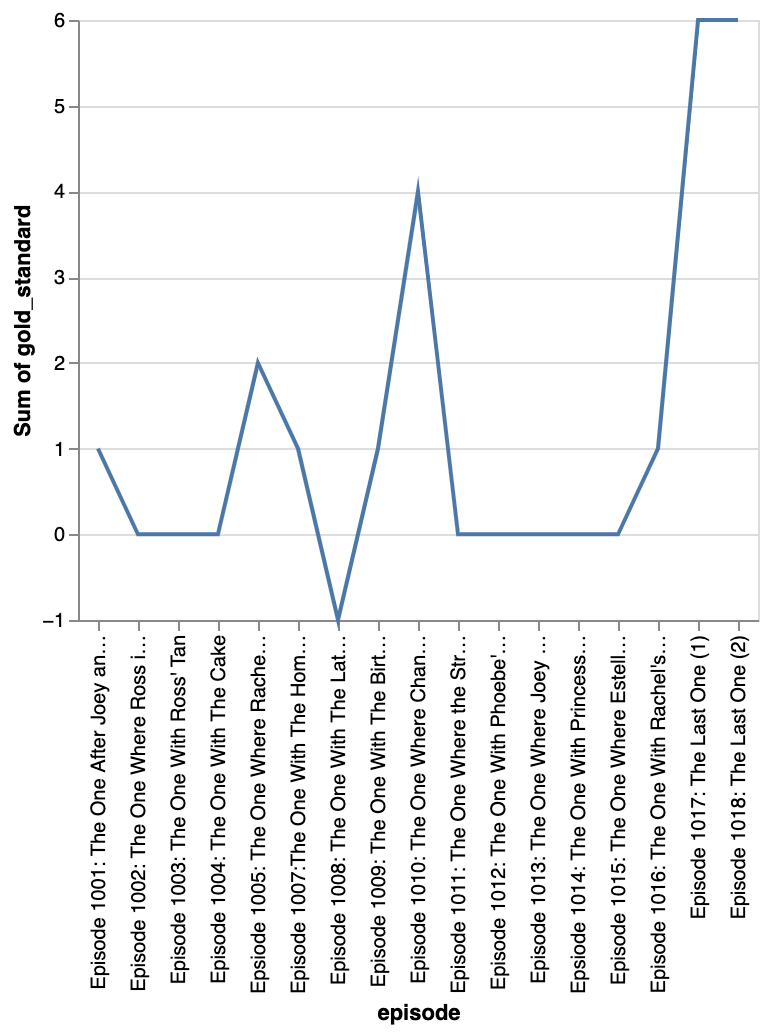 6
5
4
3
2
1
0
−1
Sum of gold_standard
Episode 1001: The One After Joey an…
Episode 1002: The One Where Ross i…
Episode 1003: The One With Ross' Tan
Episode 1004: The One With The Cake
Episode 1005: The One Where Rache…
Episode 1007:The One With The Hom…
Episode 1008: The One With The Lat…
Episode 1009: The One With The Birt…
Episode 1010: The One Where Chan…
Episode 1011: The One Where the Str…
Episode 1012: The One With Phoebe'…
Episode 1013: The One Where Joey …
Episode 1014: The One With Princess…
Episode 1015: The One Where Estell…
Episode 1016: The One With Rachel's…
Episode 1017: The Last One (1)
Episode 1018: The Last One (2)
episode